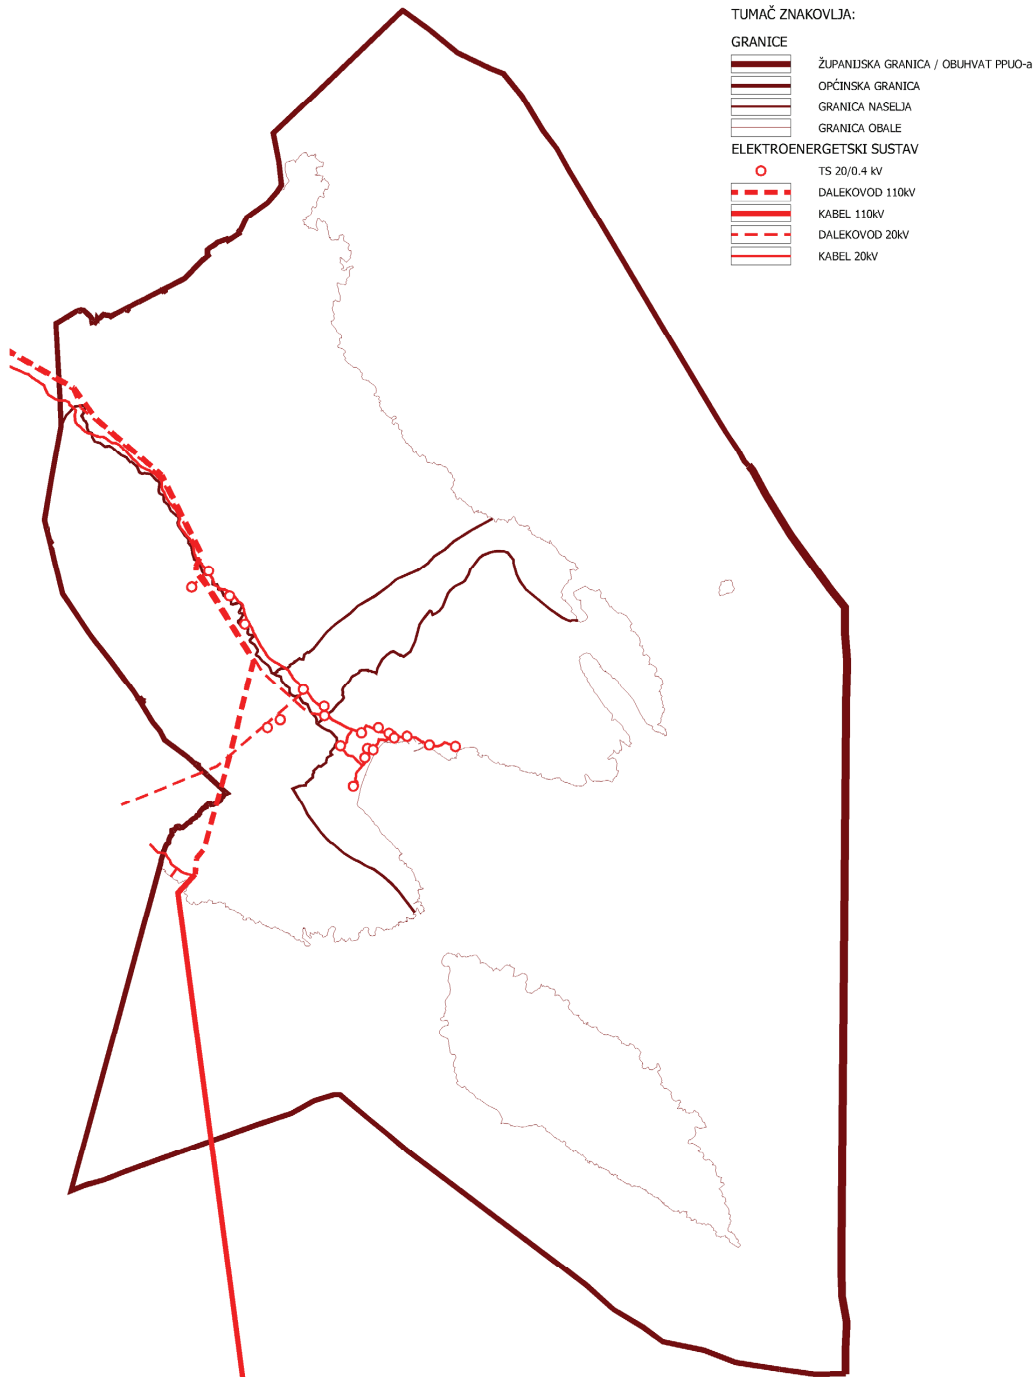 TUMAČ ZNAKOVLJA:
GRANICE
ŽUPANIJSKA GRANICA / OBUHVAT PPUO-a
OPĆINSKA GRANICA
GRANICA NASELJA
GRANICA OBALE
ELEKTROENERGETSKI SUSTAV
TS 20/0.4 kV
DALEKOVOD 110kV
KABEL 110kV
DALEKOVOD 20kV
KABEL 20kV